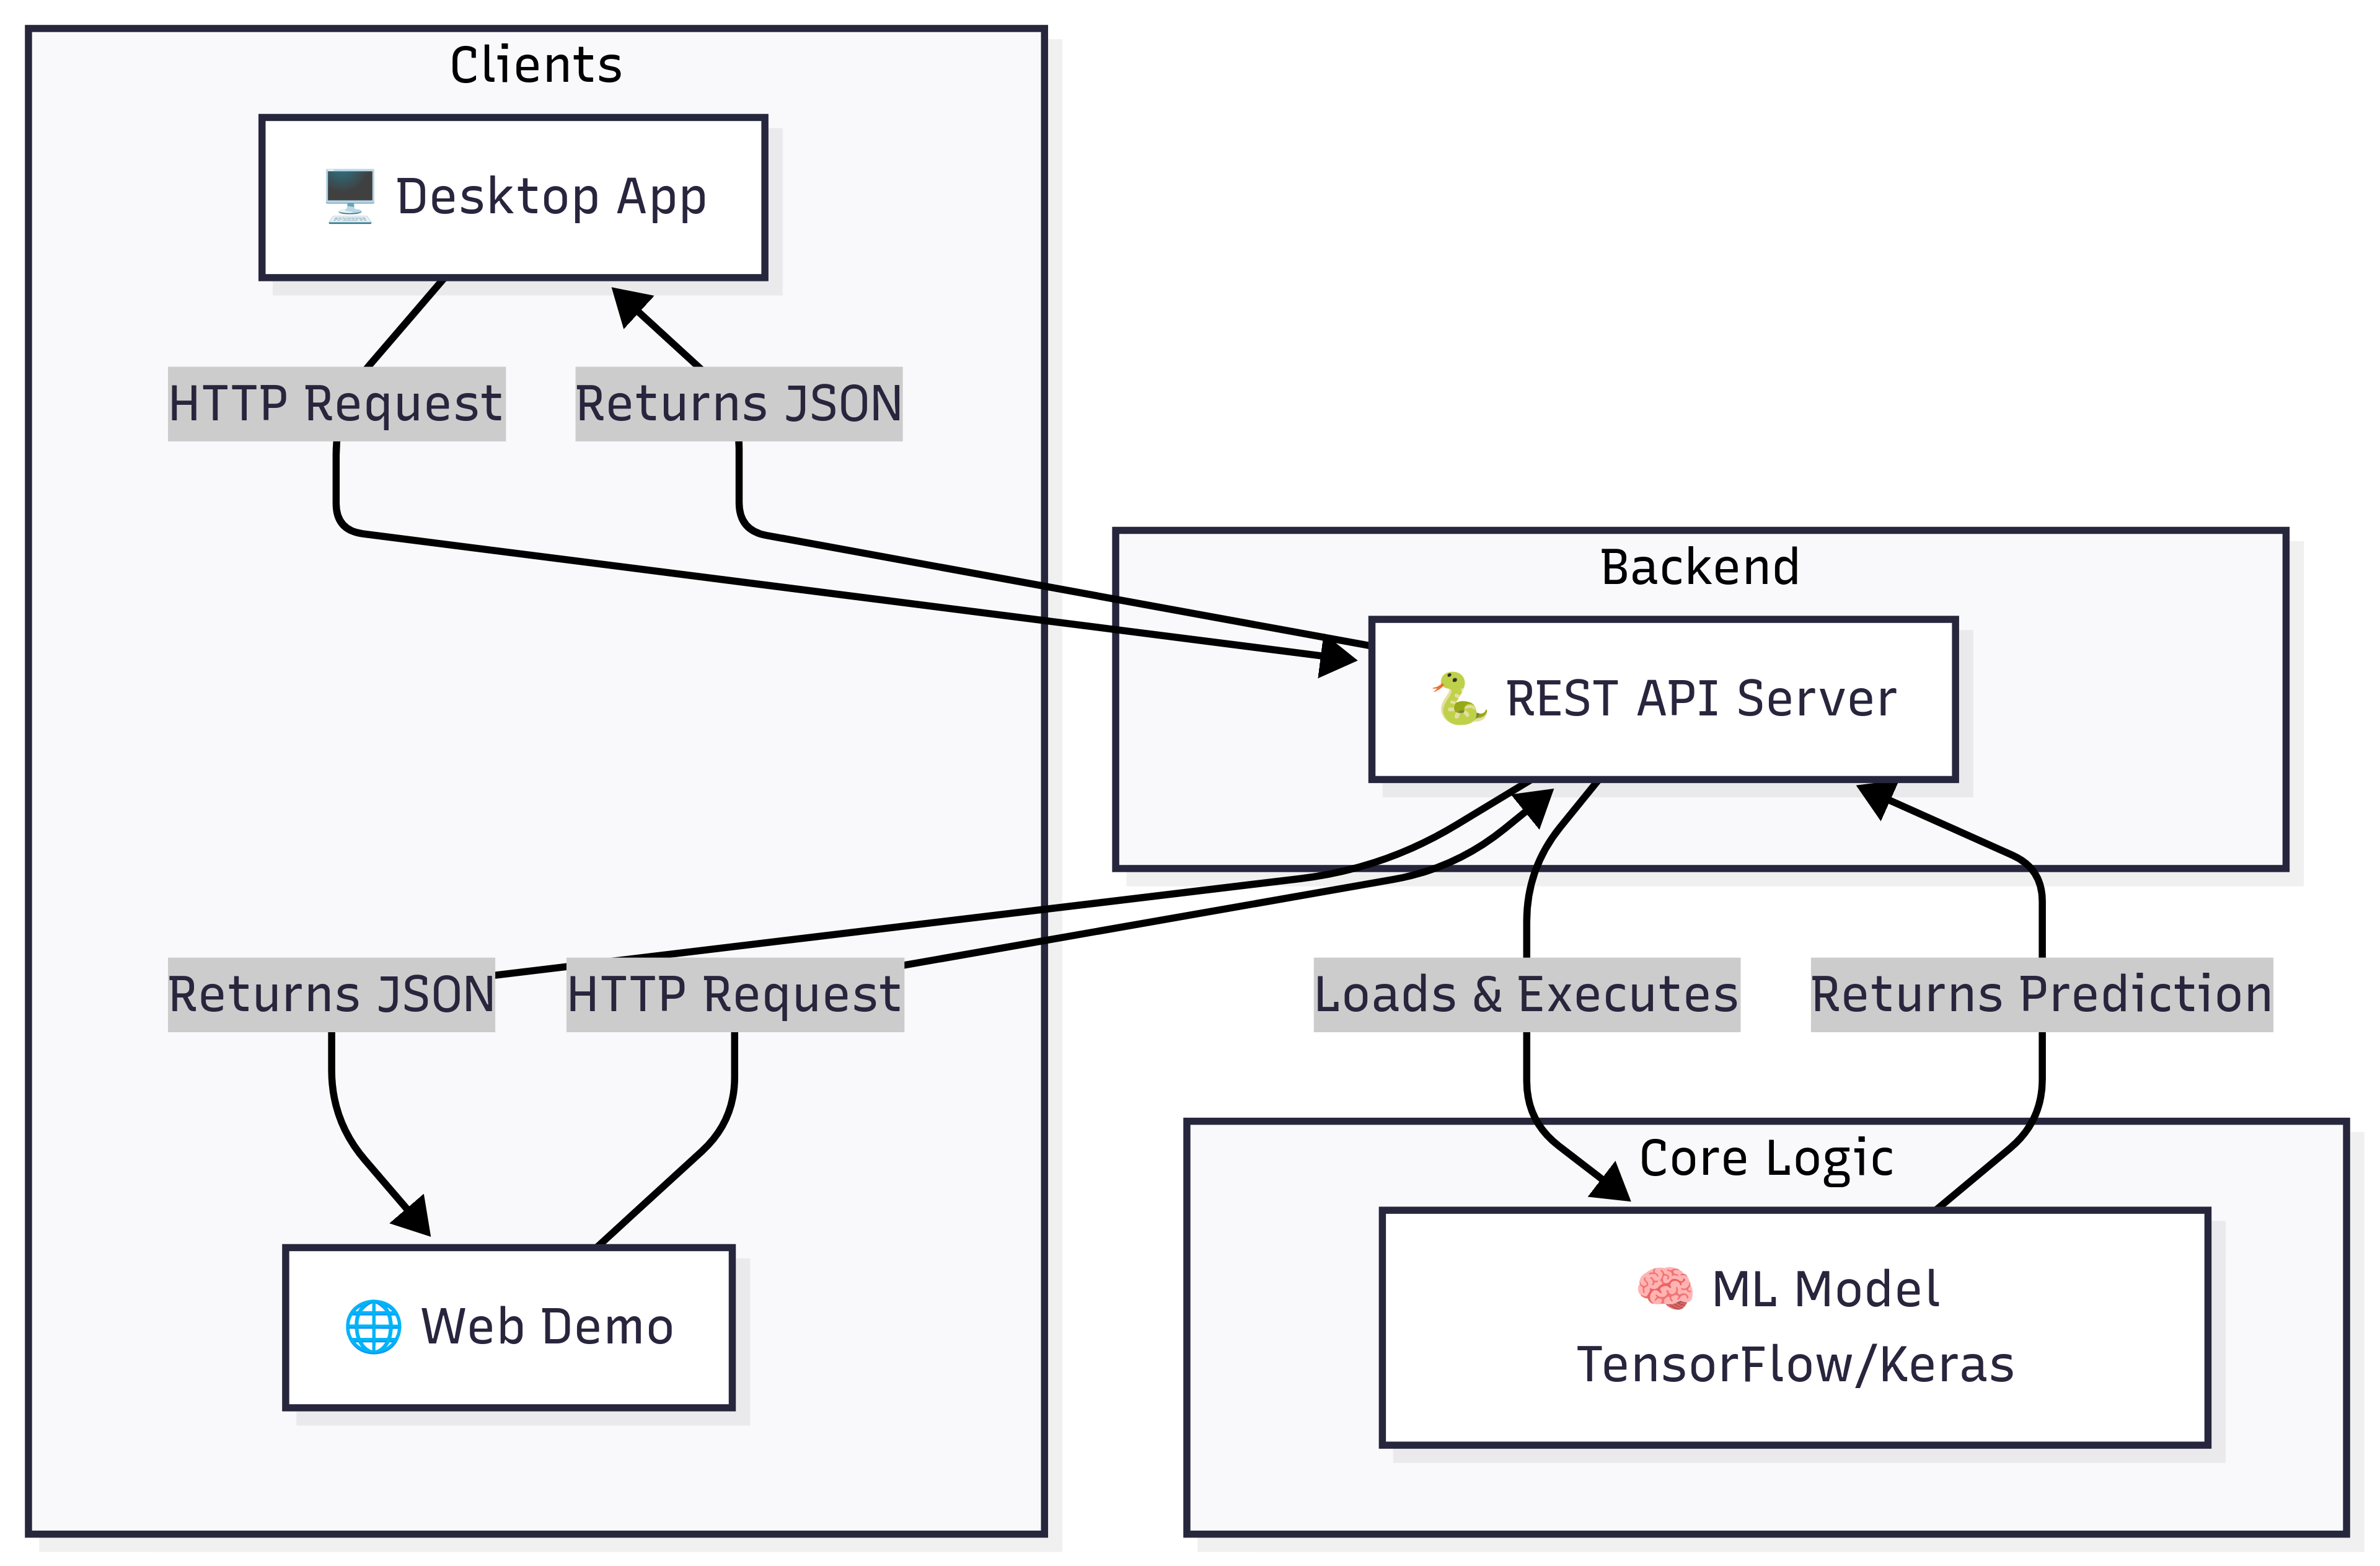 Clients
🖥️ Desktop App
HTTP Request
Returns JSON
Backend
🐍 REST API Server
Returns JSON
HTTP Request
Loads & Executes
Returns Prediction
Core Logic
🌐 Web Demo
🧠 ML Model
TensorFlow/Keras